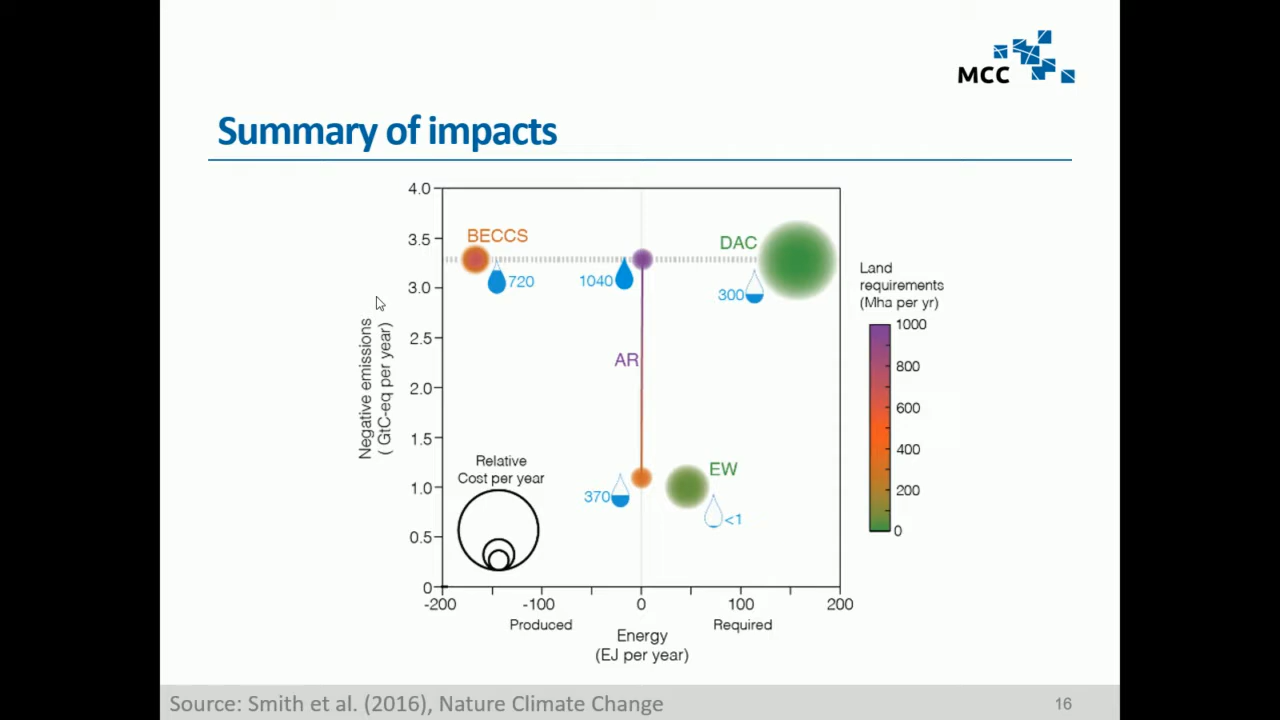 MCC
Summary of impacts
4.0
3.5
3.0
2.5
2.0
1.5
1.0
0.5
0
Negative emissions
( GtC-eq per year)
BECCS
720
1040
DAC
300
AR
370
EW
<1
Relative
Cost per year
-200
-100
0
100
200
Produced
Required
Energy
(EJ per year)
Land
requirements
(Mha per yr)
1000
800
600
400
200
0
Source: Smith et al. (2016), Nature Climate Change
16